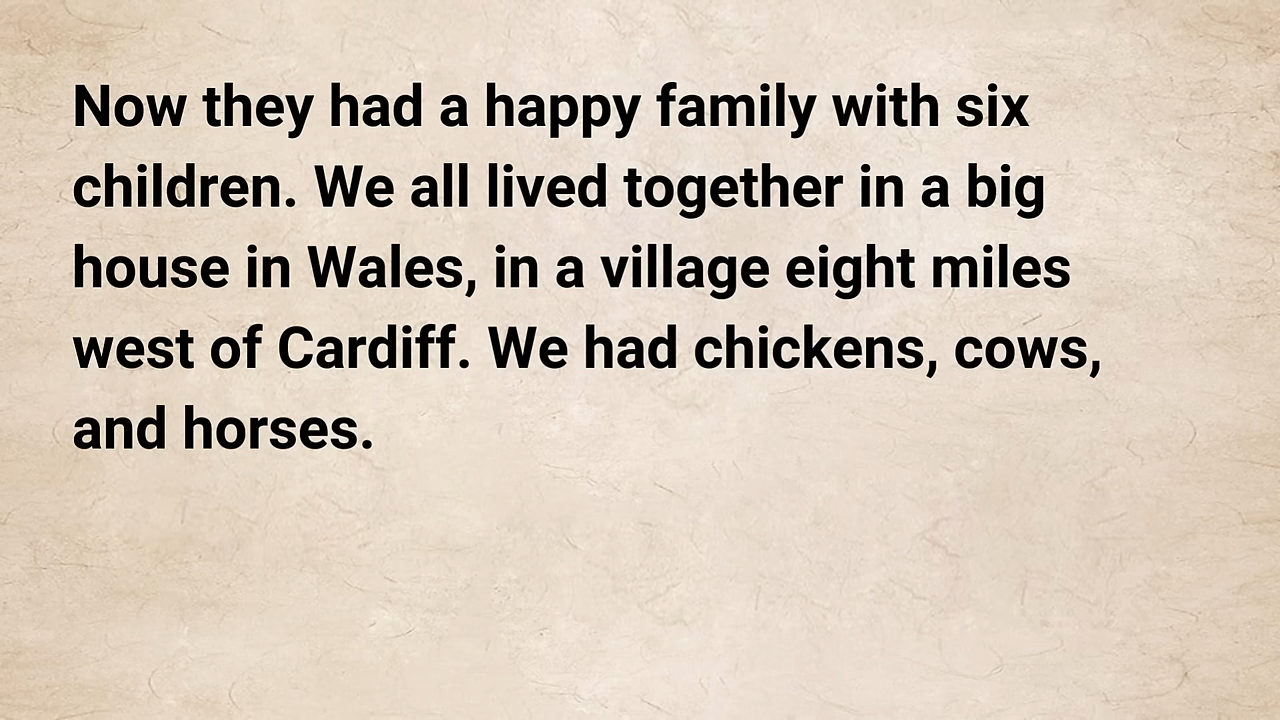 Now they had a happy family with six
children. We all lived together in a big
house in Wales, in a village eight miles
west of Cardiff. We had chickens, cows,
and horses.